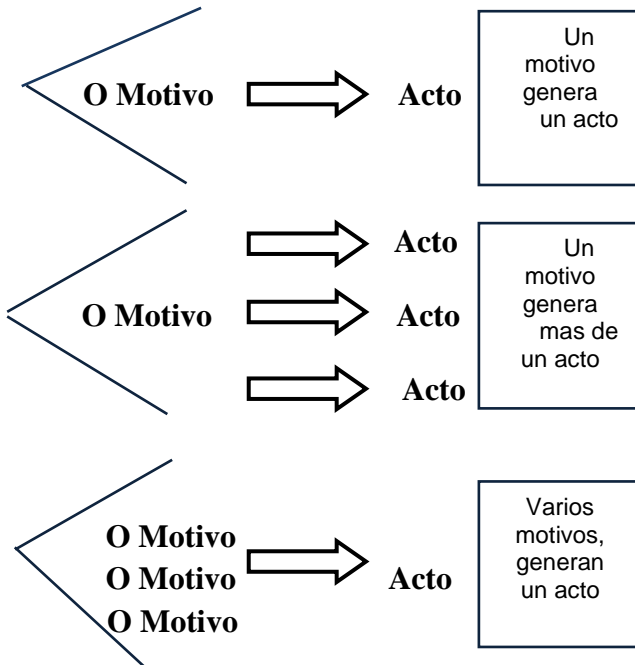 O Motivo
Acto
Un
motivo
genera
un acto
Acto
O Motivo
Acto
Acto
Un
motivo
genera
mas de
un acto
O Motivo
O Motivo
O Motivo
Acto
Varios
motivos,
generan
un acto